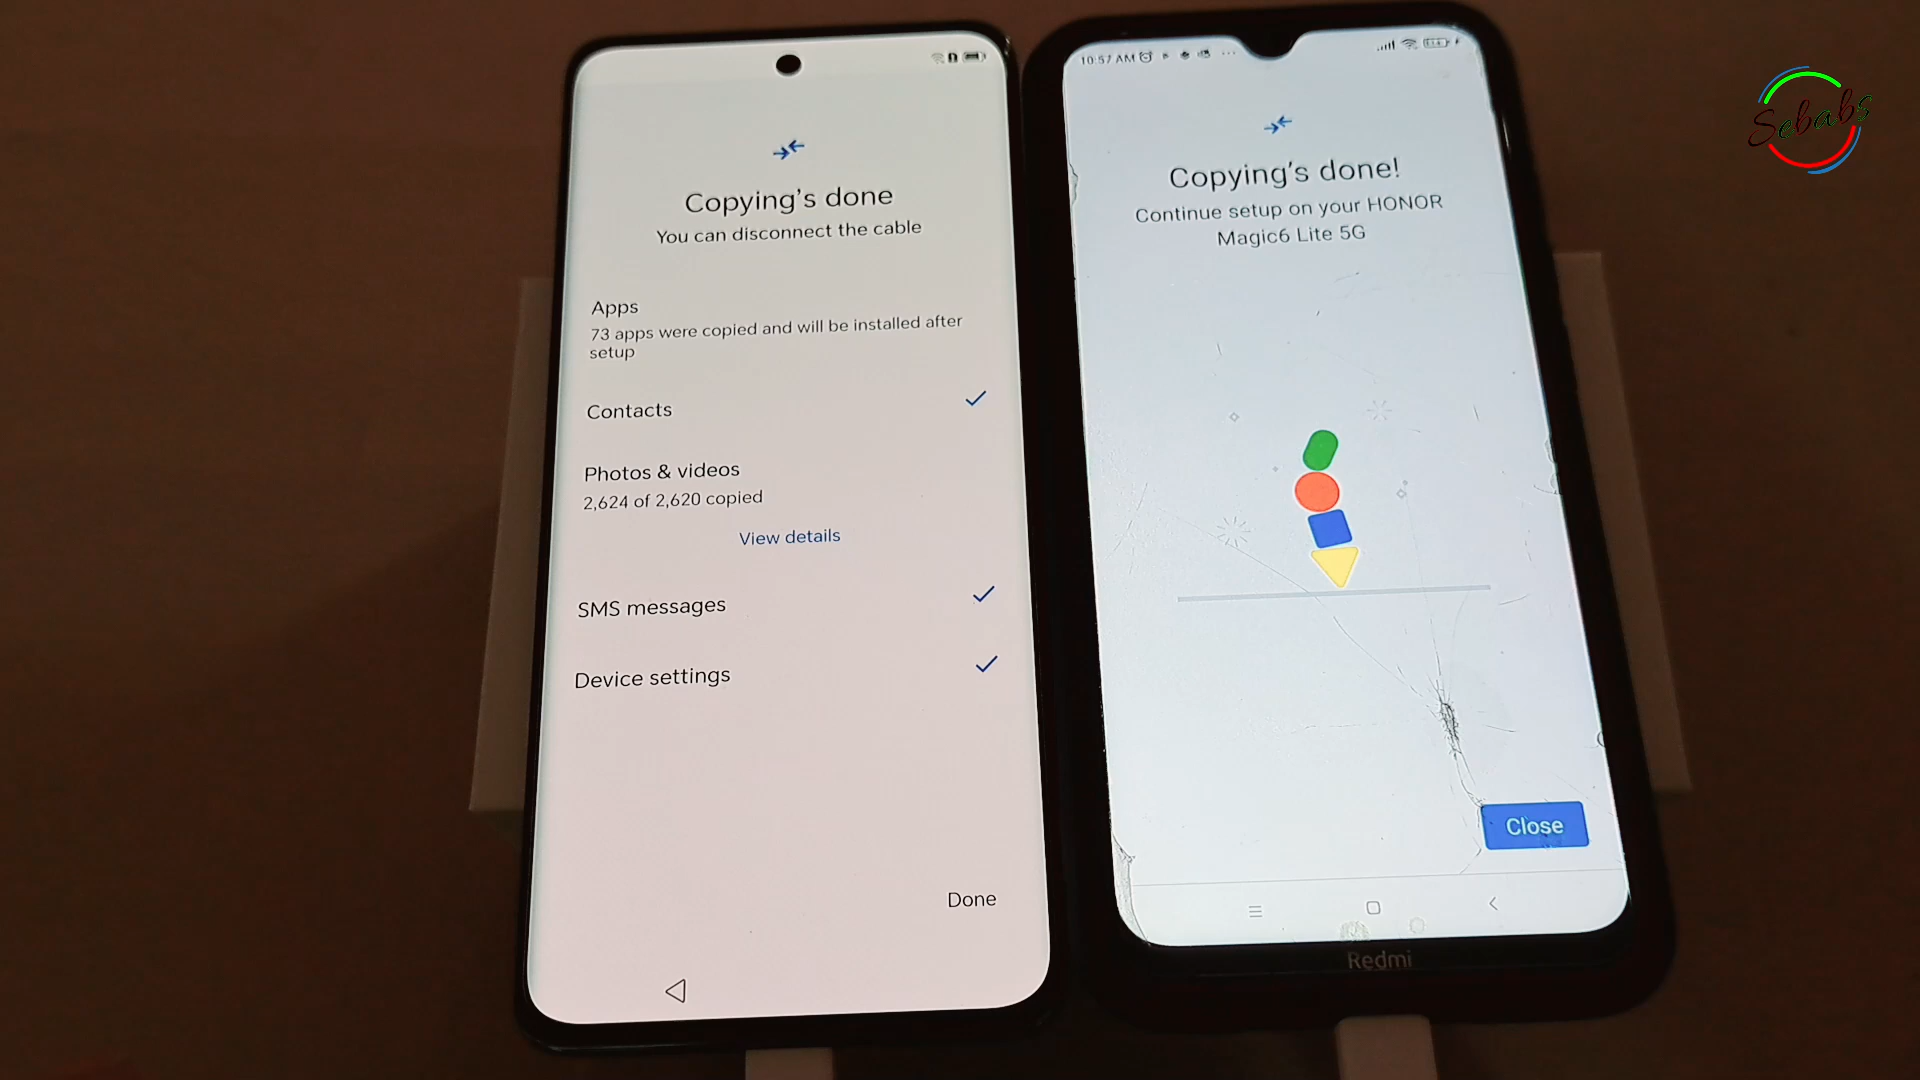 Copying's done
You can disconnect the cable
Apps
73 apps were copied and will be installed after
setup
Contacts
Photos & videos
2,624 of 2,620 copied
View details
SMS messages
Device settings
Done
10:57 AM
Copying's done!
Continue setup on your HONOR
Magic6 Lite 5G
Close
Redmi
Sebabs